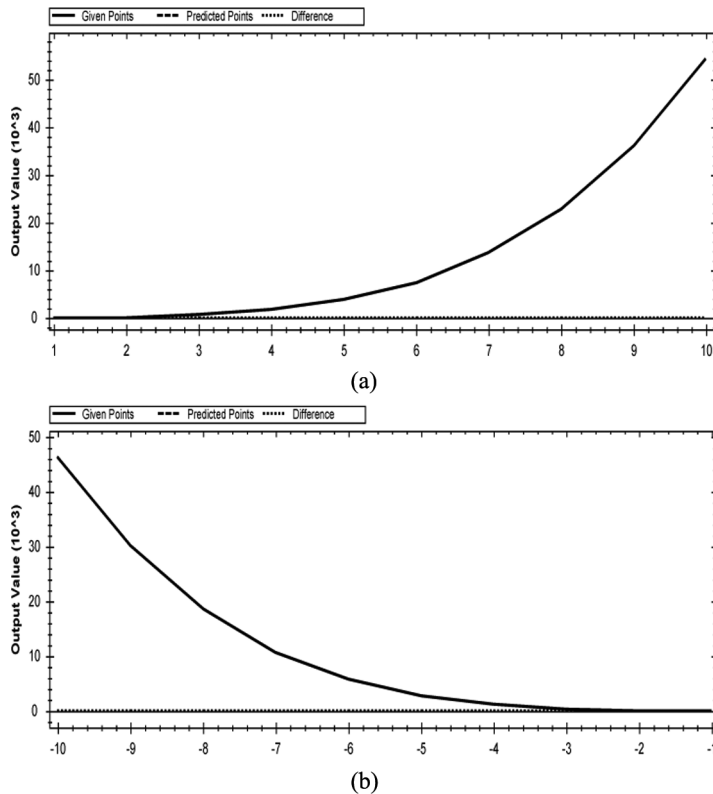 Given Points Predicted Points Difference
Output Value (10^3)
50
40
30
20
10
0
1 2 3 4 5 6 7 8 9 10
(a)
Given Points Predicted Points Difference
Output Value (10^3)
50
40
30
20
10
0
-10 -9 -8 -7 -6 -5 -4 -3 -2 -1
(b)